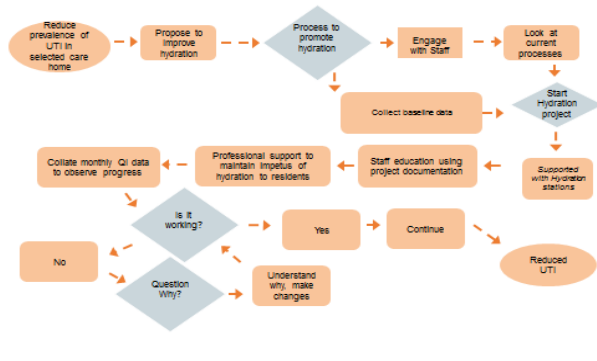 Reduce
prevalence of
UTI in
selected care
home
Propose to
improve
hydration
Process to
promote
hydration
Engage
with Staff
Look at
current
processes
Collect baseline data
Start
Hydration
project
Supported
with Hydration
stations
Staff education using
project documentation
Professional support to
maintain impetus of
hydration to residents
Collate monthly QI data
to observe progress
Is it
working?
Yes
Continue
Reduced
UTI
No
Question
Why?
Understand
why, make
changes